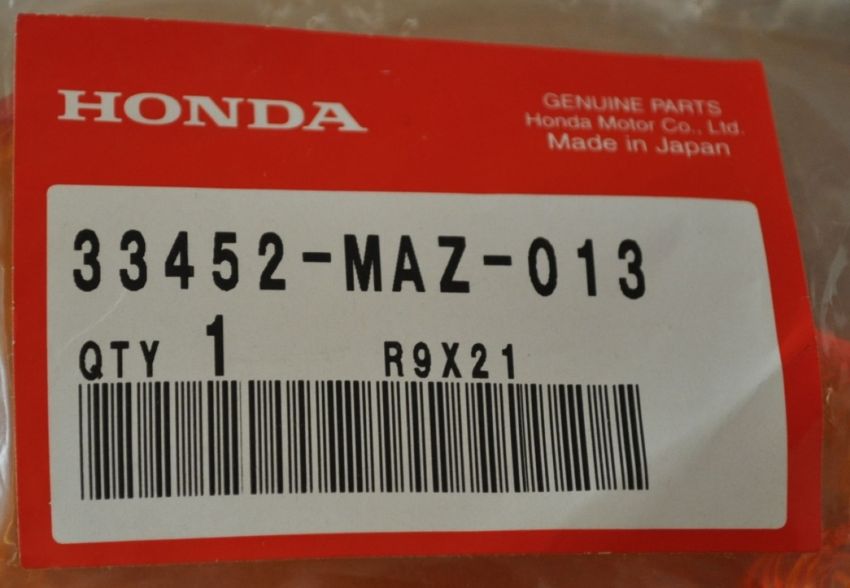 HONDA
GENUINE PARTS
Honda Motor Co., Ltd.
Made in Japan
33452-MAZ-013
QTY 1 R9X21